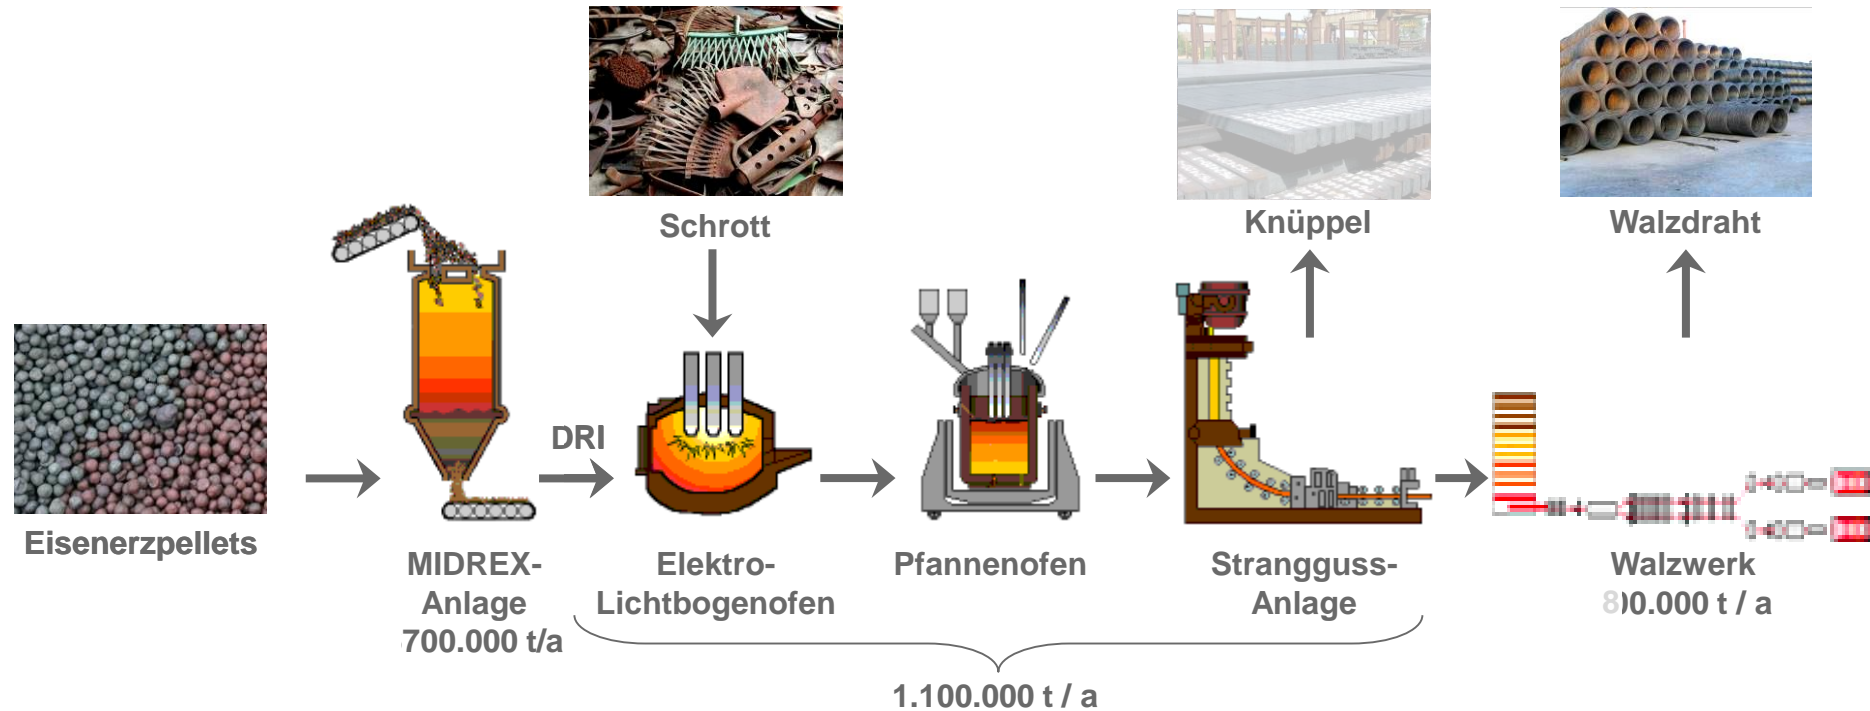 Schrott
Knüppel
Walzdraht
DRI
Eisenerzpellets
MIDREX-
Anlage
700.000 t/a
Elektro-
Lichtbogenofen
Pfannenofen
Strangguss-
Anlage
Walzwerk
800.000 t / a
1.100.000 t / a